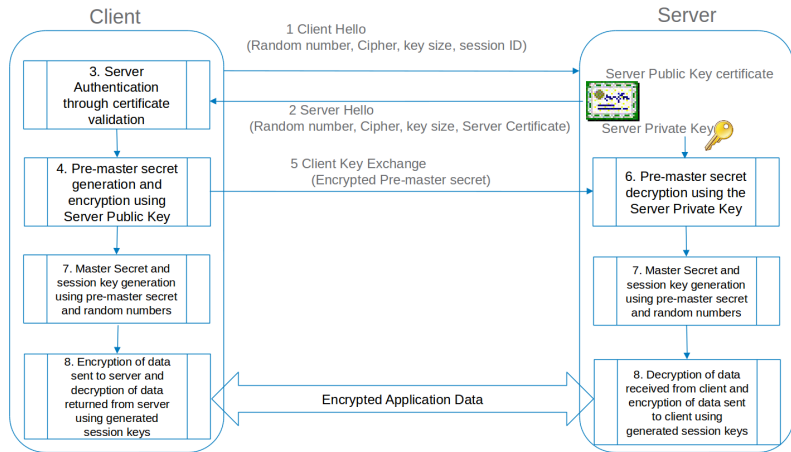 Client
Server
1 Client Hello
(Random number, Cipher, key size, session ID)
3. Server
Authentication
through certificate
validation
Server Public Key certificate
2 Server Hello
(Random number, Cipher, key size, Server Certificate)
Server Private Key
4. Pre-master secret
generation and
encryption using
Server Public Key
5 Client Key Exchange
(Encrypted Pre-master secret)
6. Pre-master secret
decryption using the
Server Private Key
7. Master Secret and
session key generation
using pre-master secret
and random numbers
7. Master Secret and
session key generation
using pre-master secret
and random numbers
8. Encryption of data
sent to server and
decryption of data
returned from server
using generated
session keys
Encrypted Application Data
8. Decryption of data
received from client and
encryption of data sent
to client using
generated session keys